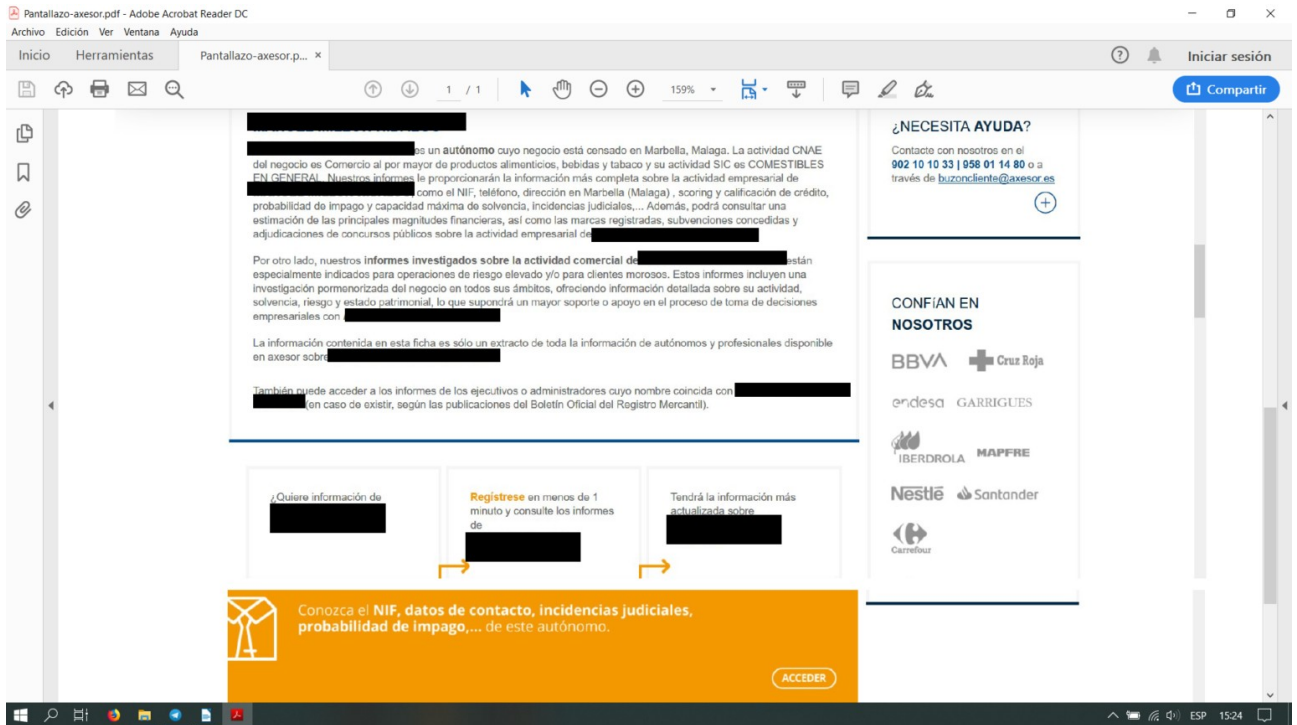 Pantallazo-axesor.pdf - Adobe Acrobat Reader DC
Archivo Edición Ver Ventana Ayuda
Inicio Herramientas Pantallazo-axesor.p... × Iniciar sesión
1 / 1 159% Compartir
es un autónomo cuyo negocio está censado en Marbella, Malaga. La actividad CNAE
del negocio es Comercio al por mayor de productos alimenticios, bebidas y tabaco y su actividad SIC es COMESTIBLES
EN GENERAL. Nuestros informes le proporcionarán la información más completa sobre la actividad empresarial de
como el NIF, teléfono, dirección en Marbella (Malaga) , scoring y calificación de crédito,
probabilidad de impago y capacidad máxima de solvencia, incidencias judiciales,... Además, podrá consultar una
estimación de las principales magnitudes financieras, así como las marcas registradas, subvenciones concedidas y
adjudicaciones de concursos públicos sobre la actividad empresarial de
Por otro lado, nuestros informes investigados sobre la actividad comercial de están
especialmente indicados para operaciones de riesgo elevado y/o para clientes morosos. Estos informes incluyen una
investigación pormenorizada del negocio en todos sus ámbitos, ofreciendo información detallada sobre su actividad,
solvencia, riesgo y estado patrimonial, lo que supondrá un mayor soporte o apoyo en el proceso de toma de decisiones
empresariales con
La información contenida en esta ficha es sólo un extracto de toda la información de autónomos y profesionales disponible
en axesor sobre
También puede acceder a los informes de los ejecutivos o administradores cuyo nombre coincida con
(en caso de existir, según las publicaciones del Boletín Oficial del Registro Mercantil).
¿Quiere información de
Regístrese en menos de 1
minuto y consulte los informes
de
Tendrá la información más
actualizada sobre
Conozca el NIF, datos de contacto, incidencias judiciales,
probabilidad de impago,... de este autónomo.
ACCEDER
¿NECESITA AYUDA?
Contacte con nosotros en el
902 10 10 33 | 958 01 14 80 o a
través de buzoncliente@axesor.es
CONFíAN EN
NOSOTROS
BBVA Cruz Roja
endesa GARRIGUES
IBERDROLA MAPFRE
Nestlé Santander
Carrefour
ESP 15:24